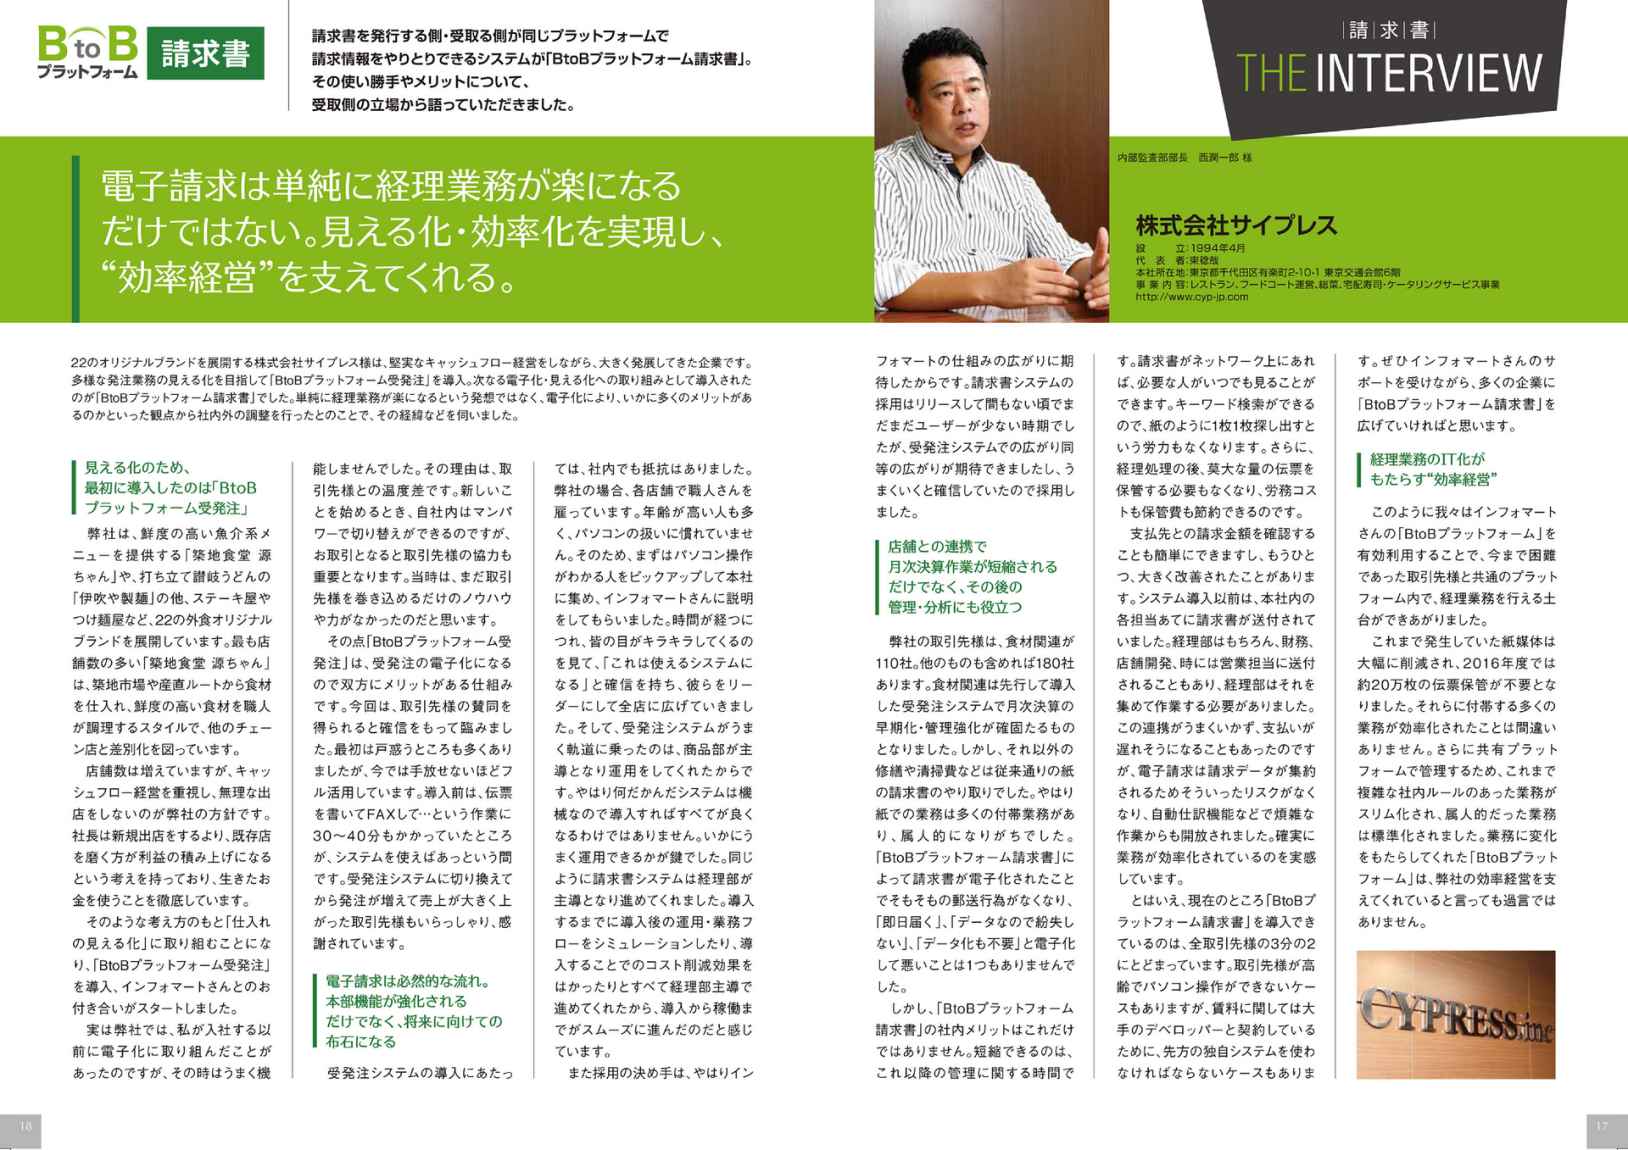 BtoB
プラットフォーム
請求書
請求書を発行する側・受取る側が同じプラットフォームで
請求情報をやりとりできるシステムが「BtoBプラットフォーム請求書」。
その使い勝手やメリットについて、
受取側の立場から語っていただきました。
|請|求|書|
THE INTERVIEW
電子請求は単純に経理業務が楽になる
だけではない。見える化・効率化を実現し、
“効率経営”を支えてくれる。
内部監査部部長　西潟一郎 様
株式会社サイプレス
設　　　立：1994年4月
代　表　者：東稔哉
本社所在地：東京都千代田区有楽町2-10-1 東京交通会館6階
事 業 内 容：レストラン、フードコート運営、総菜、宅配寿司・ケータリングサービス事業
http://www.cyp-jp.com
22のオリジナルブランドを展開する株式会社サイプレス様は、堅実なキャッシュフロー経営をしながら、大きく発展してきた企業です。
多様な発注業務の見える化を目指して「BtoBプラットフォーム受発注」を導入。次なる電子化・見える化への取り組みとして導入された
のが「BtoBプラットフォーム請求書」でした。単純に経理業務が楽になるという発想ではなく、電子化により、いかに多くのメリットがあ
るのかといった観点から社内外の調整を行ったとのことで、その経緯などを伺いました。
見える化のため、
最初に導入したのは「BtoB
プラットフォーム受発注」
弊社は、鮮度の高い魚介系メ
ニューを提供する「築地食堂 源
ちゃん」や、打ち立て讃岐うどんの
「伊吹や製麺」の他、ステーキ屋や
つけ麺屋など、22の外食オリジナル
ブランドを展開しています。最も店
舗数の多い「築地食堂 源ちゃん」
は、築地市場や産直ルートから食材
を仕入れ、鮮度の高い食材を職人
が調理するスタイルで、他のチェー
ン店と差別化を図っています。
店舗数は増えていますが、キャッ
シュフロー経営を重視し、無理な出
店をしないのが弊社の方針です。
社長は新規出店をするより、既存店
を磨く方が利益の積み上げになる
という考えを持っており、生きたお
金を使うことを徹底しています。
そのような考え方のもと「仕入れ
の見える化」に取り組むことにな
り、「BtoBプラットフォーム受発注」
を導入、インフォマートさんとのお
付き合いがスタートしました。
実は弊社では、私が入社する以
前に電子化に取り組んだことが
あったのですが、その時はうまく機
能しませんでした。その理由は、取
引先様との温度差です。新しいこ
とを始めるとき、自社内はマンパ
ワーで切り替えができるのですが、
お取引となると取引先様の協力も
重要となります。当時は、まだ取引
先様を巻き込めるだけのノウハウ
や力がなかったのだと思います。
その点「BtoBプラットフォーム受
発注」は、受発注の電子化になる
ので双方にメリットがある仕組み
です。今回は、取引先様の賛同を
得られると確信をもって臨みまし
た。最初は戸惑うところも多くあり
ましたが、今では手放せないほどフ
ル活用しています。導入前は、伝票
を書いてFAXして…という作業に
30〜40分もかかっていたところ
が、システムを使えばあっという間
です。受発注システムに切り換えて
から発注が増えて売上が大きく上
がった取引先様もいらっしゃり、感
謝されています。
電子請求は必然的な流れ。
本部機能が強化される
だけでなく、将来に向けての
布石になる
受発注システムの導入にあたっ
ては、社内でも抵抗はありました。
弊社の場合、各店舗で職人さんを
雇っています。年齢が高い人も多
く、パソコンの扱いに慣れていませ
ん。そのため、まずはパソコン操作
がわかる人をピックアップして本社
に集め、インフォマートさんに説明
をしてもらいました。時間が経つに
つれ、皆の目がキラキラしてくるの
を見て、「これは使えるシステムに
なる」と確信を持ち、彼らをリー
ダーにして全店に広げていきまし
た。そして、受発注システムがうま
く軌道に乗ったのは、商品部が主
導となり運用をしてくれたからで
す。やはり何だかんだシステムは機
械なので導入すればすべてが良く
なるわけではありません。いかにう
まく運用できるかが鍵でした。同じ
ように請求書システムは経理部が
主導となり進めてくれました。導入
するまでに導入後の運用・業務フ
ローをシミュレーションしたり、導
入することでのコスト削減効果を
はかったりとすべて経理部主導で
進めてくれたから、導入から稼働ま
でがスムーズに進んだのだと感じ
ています。
また採用の決め手は、やはりイン
フォマートの仕組みの広がりに期
待したからです。請求書システムの
採用はリリースして間もない頃でま
だまだユーザーが少ない時期でし
たが、受発注システムでの広がり同
等の広がりが期待できましたし、う
まくいくと確信していたので採用し
ました。
店舗との連携で
月次決算作業が短縮される
だけでなく、その後の
管理・分析にも役立つ
弊社の取引先様は、食材関連が
110社。他のものも含めれば180社
あります。食材関連は先行して導入
した受発注システムで月次決算の
早期化・管理強化が確固たるもの
となりました。しかし、それ以外の
修繕や清掃費などは従来通りの紙
の請求書のやり取りでした。やはり
紙での業務は多くの付帯業務があ
り、属人的になりがちでした。
「BtoBプラットフォーム請求書」に
よって請求書が電子化されたこと
でそもそもの郵送行為がなくなり、
「即日届く」、「データなので紛失し
ない」、「データ化も不要」と電子化
して悪いことは1つもありませんで
した。
しかし、「BtoBプラットフォーム
請求書」の社内メリットはこれだけ
ではありません。短縮できるのは、
これ以降の管理に関する時間で
す。請求書がネットワーク上にあれ
ば、必要な人がいつでも見ることが
できます。キーワード検索ができる
ので、紙のように1枚1枚探し出すと
いう労力もなくなります。さらに、
経理処理の後、莫大な量の伝票を
保管する必要もなくなり、労務コス
トも保管費も節約できるのです。
支払先との請求金額を確認する
ことも簡単にできますし、もうひと
つ、大きく改善されたことがありま
す。システム導入以前は、本社内の
各担当あてに請求書が送付されて
いました。経理部はもちろん、財務、
店舗開発、時には営業担当に送付
されることもあり、経理部はそれを
集めて作業する必要がありました。
この連携がうまくいかず、支払いが
遅れそうになることもあったのです
が、電子請求は請求データが集約
されるためそういったリスクがなく
なり、自動仕訳機能などで煩雑な
作業からも開放されました。確実に
業務が効率化されているのを実感
しています。
とはいえ、現在のところ「BtoBプ
ラットフォーム請求書」を導入でき
ているのは、全取引先様の3分の2
にとどまっています。取引先様が高
齢でパソコン操作ができないケー
スもありますが、賃料に関しては大
手のデベロッパーと契約している
ために、先方の独自システムを使わ
なければならないケースもありま
す。ぜひインフォマートさんのサ
ポートを受けながら、多くの企業に
「BtoBプラットフォーム請求書」を
広げていければと思います。
経理業務のIT化が
もたらす“効率経営”
このように我々はインフォマート
さんの「BtoBプラットフォーム」を
有効利用することで、今まで困難
であった取引先様と共通のプラット
フォーム内で、経理業務を行える土
台ができあがりました。
これまで発生していた紙媒体は
大幅に削減され、2016年度では
約20万枚の伝票保管が不要とな
りました。それらに付帯する多くの
業務が効率化されたことは間違い
ありません。さらに共有プラット
フォームで管理するため、これまで
複雑な社内ルールのあった業務が
スリム化され、属人的だった業務
は標準化されました。業務に変化
をもたらしてくれた「BtoBプラット
フォーム」は、弊社の効率経営を支
えてくれていると言っても過言では
ありません。
CYPRESS.inc
18
17